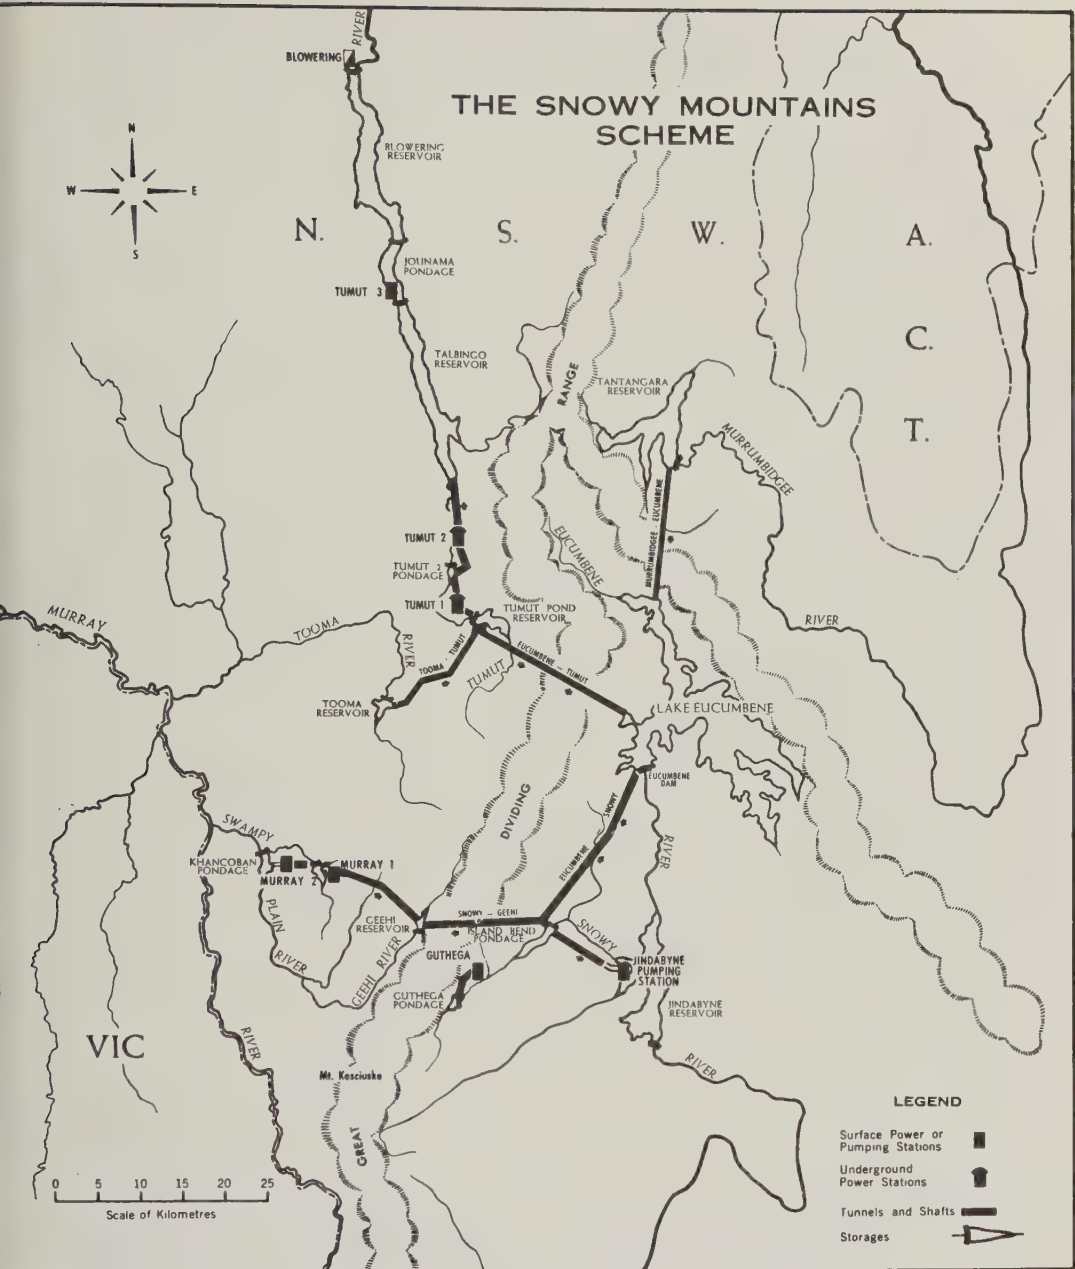 RIVER
BLOWERING
THE SNOWY MOUNTAINS
SCHEME
N
W
E
S
BLOWERING
RESERVOIR
N.
S.
W.
A.
C.
T.
JOUNAMA
PONDAGE
TUMUT 3
TALBINGO
RESERVOIR
RANGE
TANTANGARA
RESERVOIR
MURRUMBIDGEE
MURRUMBIDGEE - EUCUMBENE
EUCUMBENE
TUMUT 2
TUMUT 2
PONDAGE
TUMUT 1
TUMUT POND
RESERVOIR
RIVER
MURRAY
TOOMA
RIVER
TOOMA - TUMUT
TUMUT
EUCUMBENE - TUMUT
TOOMA
RESERVOIR
LAKE EUCUMBENE
EUCUMBENE
DAM
DIVIDING
EUCUMBENE SNOWY
RIVER
SWAMPY
KHANCOBAN
PONDAGE
MURRAY 1
MURRAY 2
PLAIN
RIVER
GEEHI
RESERVOIR
GEEHI RIVER
SNOWY - GEEHI
ISLAND BEND
PONDAGE
SNOWY
GUTHEGA
GUTHEGA
PONDAGE
JINDABYNE
PUMPING
STATION
JINDABYNE
RESERVOIR
VIC
RIVER
RIVER
Mt. Kosciusko
GREAT
0 5 10 15 20 25
Scale of Kilometres
LEGEND
Surface Power or
Pumping Stations
Underground
Power Stations
Tunnels and Shafts
Storages